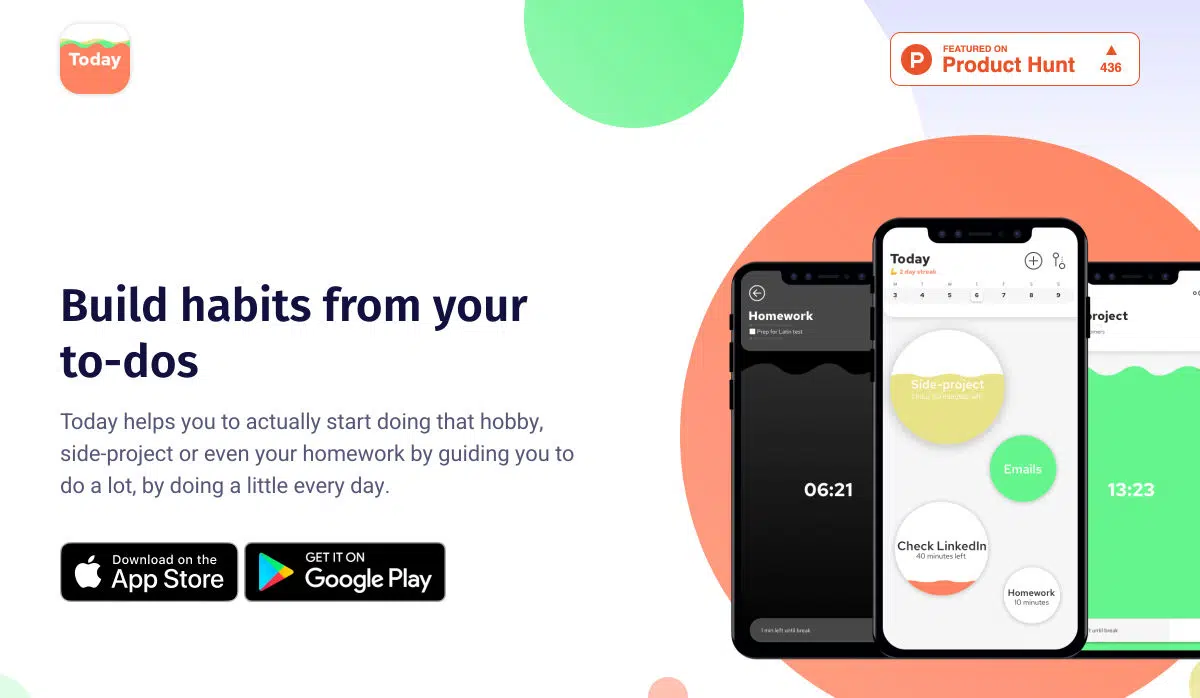 Today
FEATURED ON
Product Hunt
436
Build habits from your
to-dos
Today helps you to actually start doing that hobby,
side-project or even your homework by guiding you to
do a lot, by doing a little every day.
Download on the
App Store
GET IT ON
Google Play
Homework
Prep for Latin test
06:21
1 min left until break
Today
2 day streak
M T W T F S S
3 4 5 6 7 8 9
Side-project
Emails
Check LinkedIn
40 minutes left
Homework
10 minutes
roject
13:23
t until break